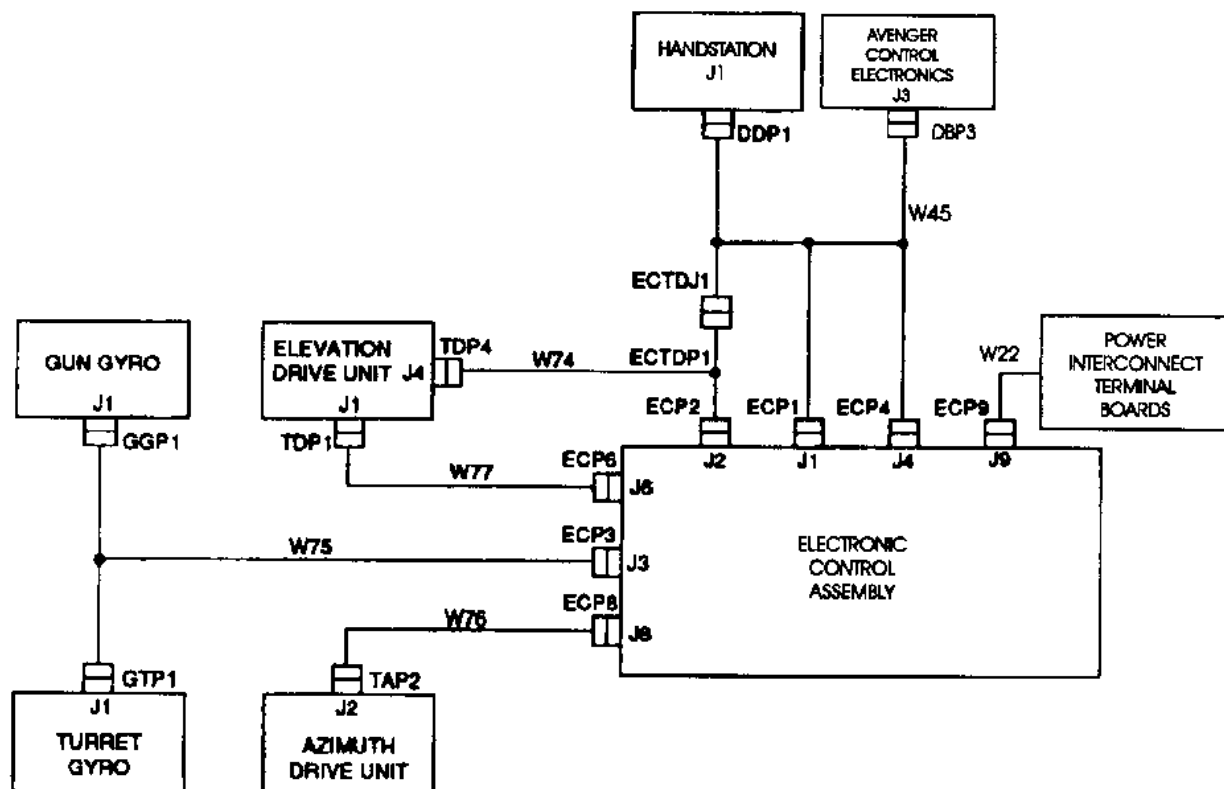 HANDSTATION
J1
DDP1
AVENGER
CONTROL
ELECTRONICS
J3
DBP3
W45
ECTDJ1
GUN GYRO
J1
GGP1
ELEVATION
DRIVE UNIT
J4
J1
TDP4
TDP1
W74
ECTDP1
W22
POWER
INTERCONNECT
TERMINAL
BOARDS
ECP2
ECP1
ECP4
ECP9
J2
J1
J4
J9
W77
ECP6
J6
W75
ECP3
J3
ELECTRONIC
CONTROL
ASSEMBLY
W76
ECP8
J8
GTP1
J1
TURRET
GYRO
TAP2
J2
AZIMUTH
DRIVE UNIT